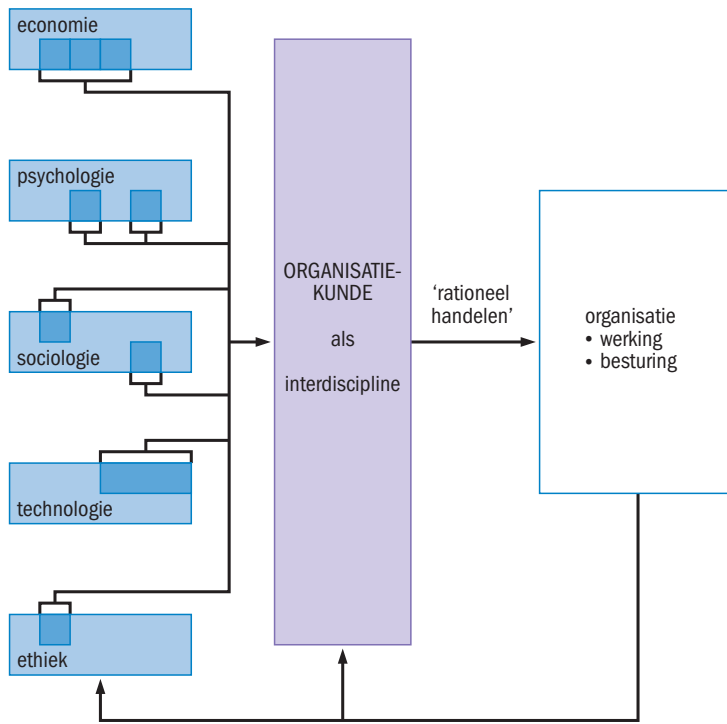 economie
psychologie
sociologie
technologie
ethiek
ORGANISATIE-
KUNDE
als
interdiscipline
‘rationeel
handelen’
organisatie
• werking
• besturing